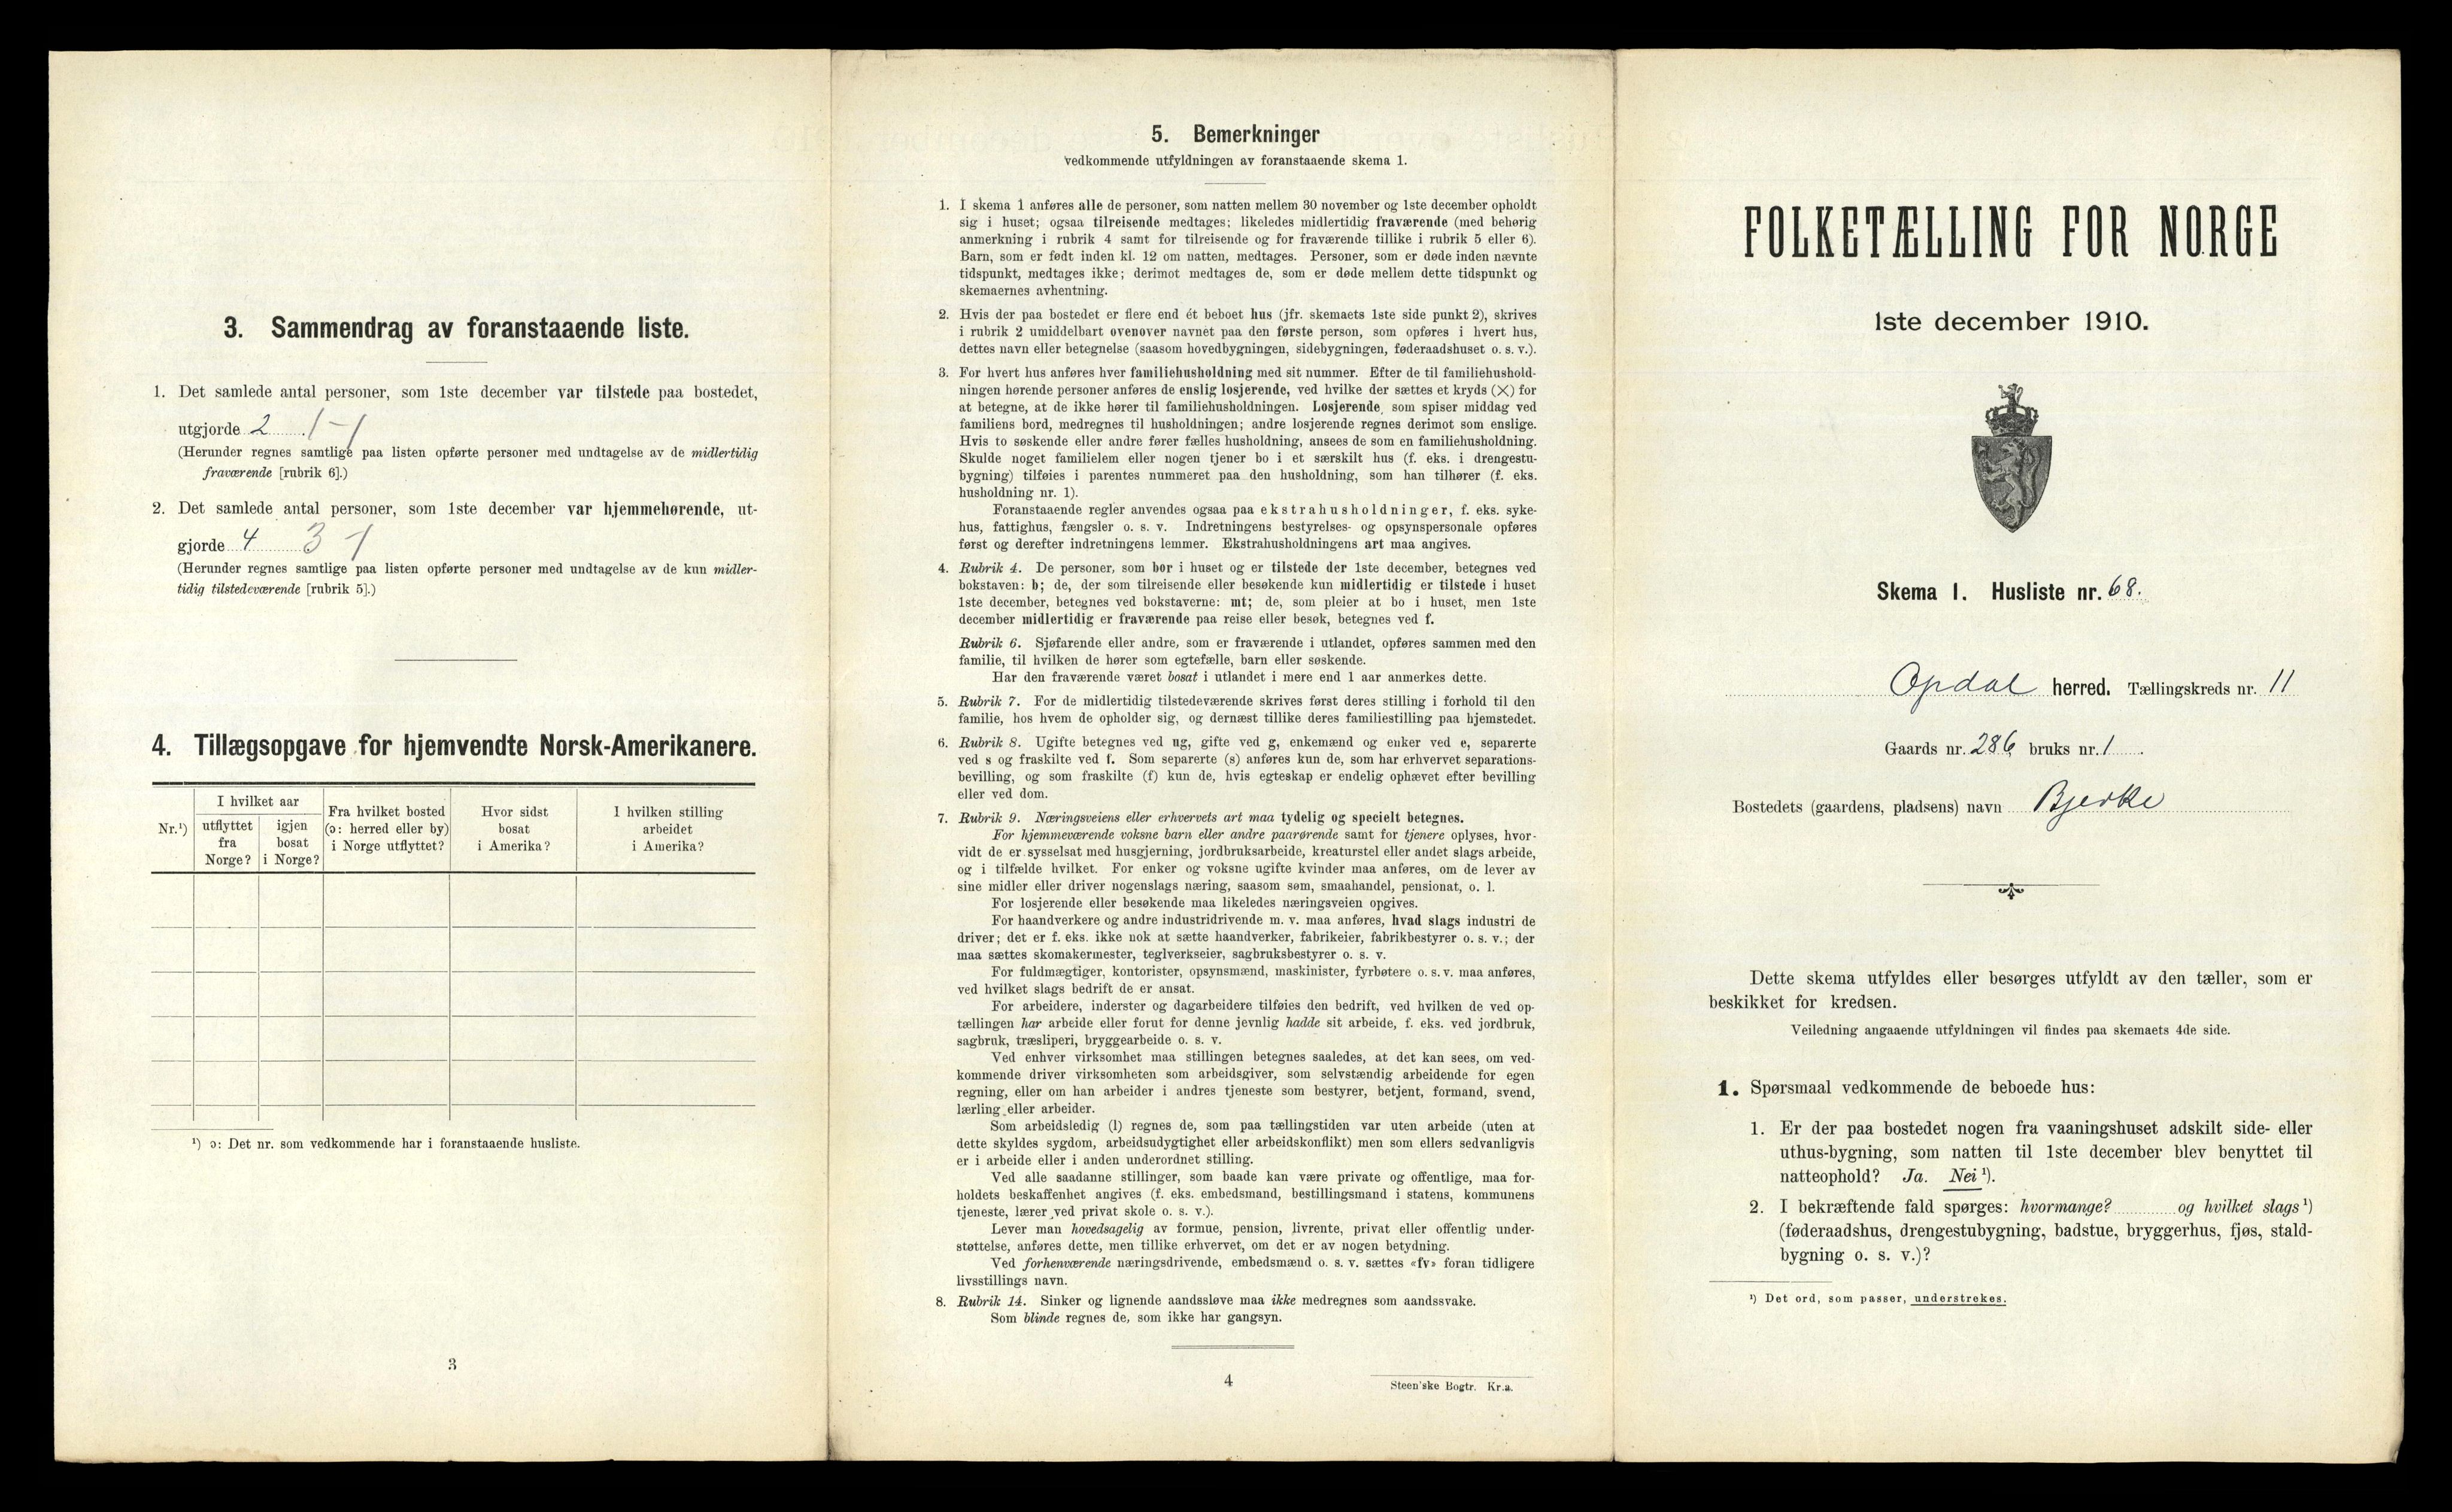 3. Sammendrag av foranstaaende liste.
1. Det samlede antal personer, som 1ste december var tilstede paa bostedet,
utgjorde 2 1-1
(Herunder regnes samtlige paa listen opførte personer med undtagelse av de midlertidig
fraværende [rubrik 6].)
2. Det samlede antal personer, som 1ste december var hjemmehørende, ut-
gjorde 4 3-1
(Herunder regnes samtlige paa listen opførte personer med undtagelse av de kun midler-
tidig tilstedeværende [rubrik 5].)
4. Tillægsopgave for hjemvendte Norsk-Amerikanere.
Nr.¹)
I hvilket aar
utflyttet
fra
Norge?
igjen
bosat
i Norge?
Fra hvilket bosted
(ɔ: herred eller by)
i Norge utflyttet?
Hvor sidst
bosat
i Amerika?
I hvilken stilling
arbeidet
i Amerika?
¹) ɔ: Det nr. som vedkommende har i foranstaaende husliste.
3
5. Bemerkninger
vedkommende utfyldningen av foranstaaende skema 1.
1. I skema 1 anføres alle de personer, som natten mellem 30 november og 1ste december opholdt
sig i huset; ogsaa tilreisende medtages; likeledes midlertidig fraværende (med behørig
anmerkning i rubrik 4 samt for tilreisende og for fraværende tillike i rubrik 5 eller 6).
Barn, som er født inden kl. 12 om natten, medtages. Personer, som er døde inden nævnte
tidspunkt, medtages ikke; derimot medtages de, som er døde mellem dette tidspunkt og
skemaernes avhentning.
2. Hvis der paa bostedet er flere end ét beboet hus (jfr. skemaets 1ste side punkt 2), skrives
i rubrik 2 umiddelbart ovenover navnet paa den første person, som opføres i hvert hus,
dettes navn eller betegnelse (saasom hovedbygningen, sidebygningen, føderaadshuset o. s. v.).
3. For hvert hus anføres hver familiehusholdning med sit nummer. Efter de til familiehushold-
ningen hørende personer anføres de enslig losjerende, ved hvilke der sættes et kryds (×) for
at betegne, at de ikke hører til familiehusholdningen. Losjerende, som spiser middag ved
familiens bord, medregnes til husholdningen; andre losjerende regnes derimot som enslige.
Hvis to søskende eller andre fører fælles husholdning, ansees de som en familiehusholdning.
Skulde noget familielem eller nogen tjener bo i et særskilt hus (f. eks. i drengestu-
bygning) tilføies i parentes nummeret paa den husholdning, som han tilhører (f. eks.
husholdning nr. 1).
Foranstaaende regler anvendes ogsaa paa ekstrahusholdninger, f. eks. syke-
hus, fattighus, fængsler o. s. v. Indretningens bestyrelses- og opsynspersonale opføres
først og derefter indretningens lemmer. Ekstrahusholdningens art maa angives.
4. Rubrik 4. De personer, som bor i huset og er tilstede der 1ste december, betegnes ved
bokstaven: b; de, der som tilreisende eller besøkende kun midlertidig er tilstede i huset
1ste december, betegnes ved bokstaverne: mt; de, som pleier at bo i huset, men 1ste
december midlertidig er fraværende paa reise eller besøk, betegnes ved f.
Rubrik 6. Sjøfarende eller andre, som er fraværende i utlandet, opføres sammen med den
familie, til hvilken de hører som egtefælle, barn eller søskende.
Har den fraværende været bosat i utlandet i mere end 1 aar anmerkes dette.
5. Rubrik 7. For de midlertidig tilstedeværende skrives først deres stilling i forhold til den
familie, hos hvem de opholder sig, og dernæst tillike deres familiestilling paa hjemstedet.
6. Rubrik 8. Ugifte betegnes ved ug, gifte ved g, enkemænd og enker ved e, separerte
ved s og fraskilte ved f. Som separerte (s) anføres kun de, som har erhvervet separations-
bevilling, og som fraskilte (f) kun de, hvis egteskap er endelig ophævet efter bevilling
eller ved dom.
7. Rubrik 9. Næringsveiens eller erhvervets art maa tydelig og specielt betegnes.
For hjemmeværende voksne barn eller andre paarørende samt for tjenere oplyses, hvor-
vidt de er sysselsat med husgjerning, jordbruksarbeide, kreaturstel eller andet slags arbeide,
og i tilfælde hvilket. For enker og voksne ugifte kvinder maa anføres, om de lever av
sine midler eller driver nogenslags næring, saasom søm, smaahandel, pensionat, o. l.
For losjerende eller besøkende maa likeledes næringsveien opgives.
For haandverkere og andre industridrivende m. v. maa anføres, hvad slags industri de
driver; det er f. eks. ikke nok at sætte haandverker, fabrikeier, fabrikbestyrer o. s. v.; der
maa sættes skomakermester, teglverkseier, sagbruksbestyrer o. s. v.
For fuldmægtiger, kontorister, opsynsmænd, maskinister, fyrbøtere o. s. v. maa anføres,
ved hvilket slags bedrift de er ansat.
For arbeidere, inderster og dagarbeidere tilføies den bedrift, ved hvilken de ved op-
tællingen har arbeide eller forut for denne jevnlig hadde sit arbeide, f. eks. ved jordbruk,
sagbruk, træsliperi, bryggearbeide o. s. v.
Ved enhver virksomhet maa stillingen betegnes saaledes, at det kan sees, om ved-
kommende driver virksomheten som arbeidsgiver, som selvstændig arbeidende for egen
regning, eller om han arbeider i andres tjeneste som bestyrer, betjent, formand, svend,
lærling eller arbeider.
Som arbeidsledig (l) regnes de, som paa tællingstiden var uten arbeide (uten at
dette skyldes sygdom, arbeidsudygtighet eller arbeidskonflikt) men som ellers sedvanligvis
er i arbeide eller i anden underordnet stilling.
Ved alle saadanne stillinger, som baade kan være private og offentlige, maa for-
holdets beskaffenhet angives (f. eks. embedsmand, bestillingsmand i statens, kommunens
tjeneste, lærer ved privat skole o. s. v.).
Lever man hovedsagelig av formue, pension, livrente, privat eller offentlig under-
støttelse, anføres dette, men tillike erhvervet, om det er av nogen betydning.
Ved forhenværende næringsdrivende, embedsmænd o. s. v. sættes «fv» foran tidligere
livsstillings navn.
8. Rubrik 14. Sinker og lignende aandssløve maa ikke medregnes som aandssvake.
Som blinde regnes de, som ikke har gangsyn.
4
Steen'ske Bogtr. Kr.a.
FOLKETÆLLING FOR NORGE
1ste december 1910.
Skema 1. Husliste nr. 68.
Opdal herred. Tællingskreds nr. 11
Gaards nr. 286 bruks nr. 1
Bostedets (gaardens, pladsens) navn Bjerke
Dette skema utfyldes eller besørges utfyldt av den tæller, som er
beskikket for kredsen.
Veiledning angaaende utfyldningen vil findes paa skemaets 4de side.
1. Spørsmaal vedkommende de beboede hus:
1. Er der paa bostedet nogen fra vaaningshuset adskilt side- eller
uthus-bygning, som natten til 1ste december blev benyttet til
natteophold? Ja. Nei ¹).
2. I bekræftende fald spørges: hvormange? og hvilket slags ¹)
(føderaadshus, drengestubygning, badstue, bryggerhus, fjøs, stald-
bygning o. s. v.)?
¹) Det ord, som passer, understrekes.